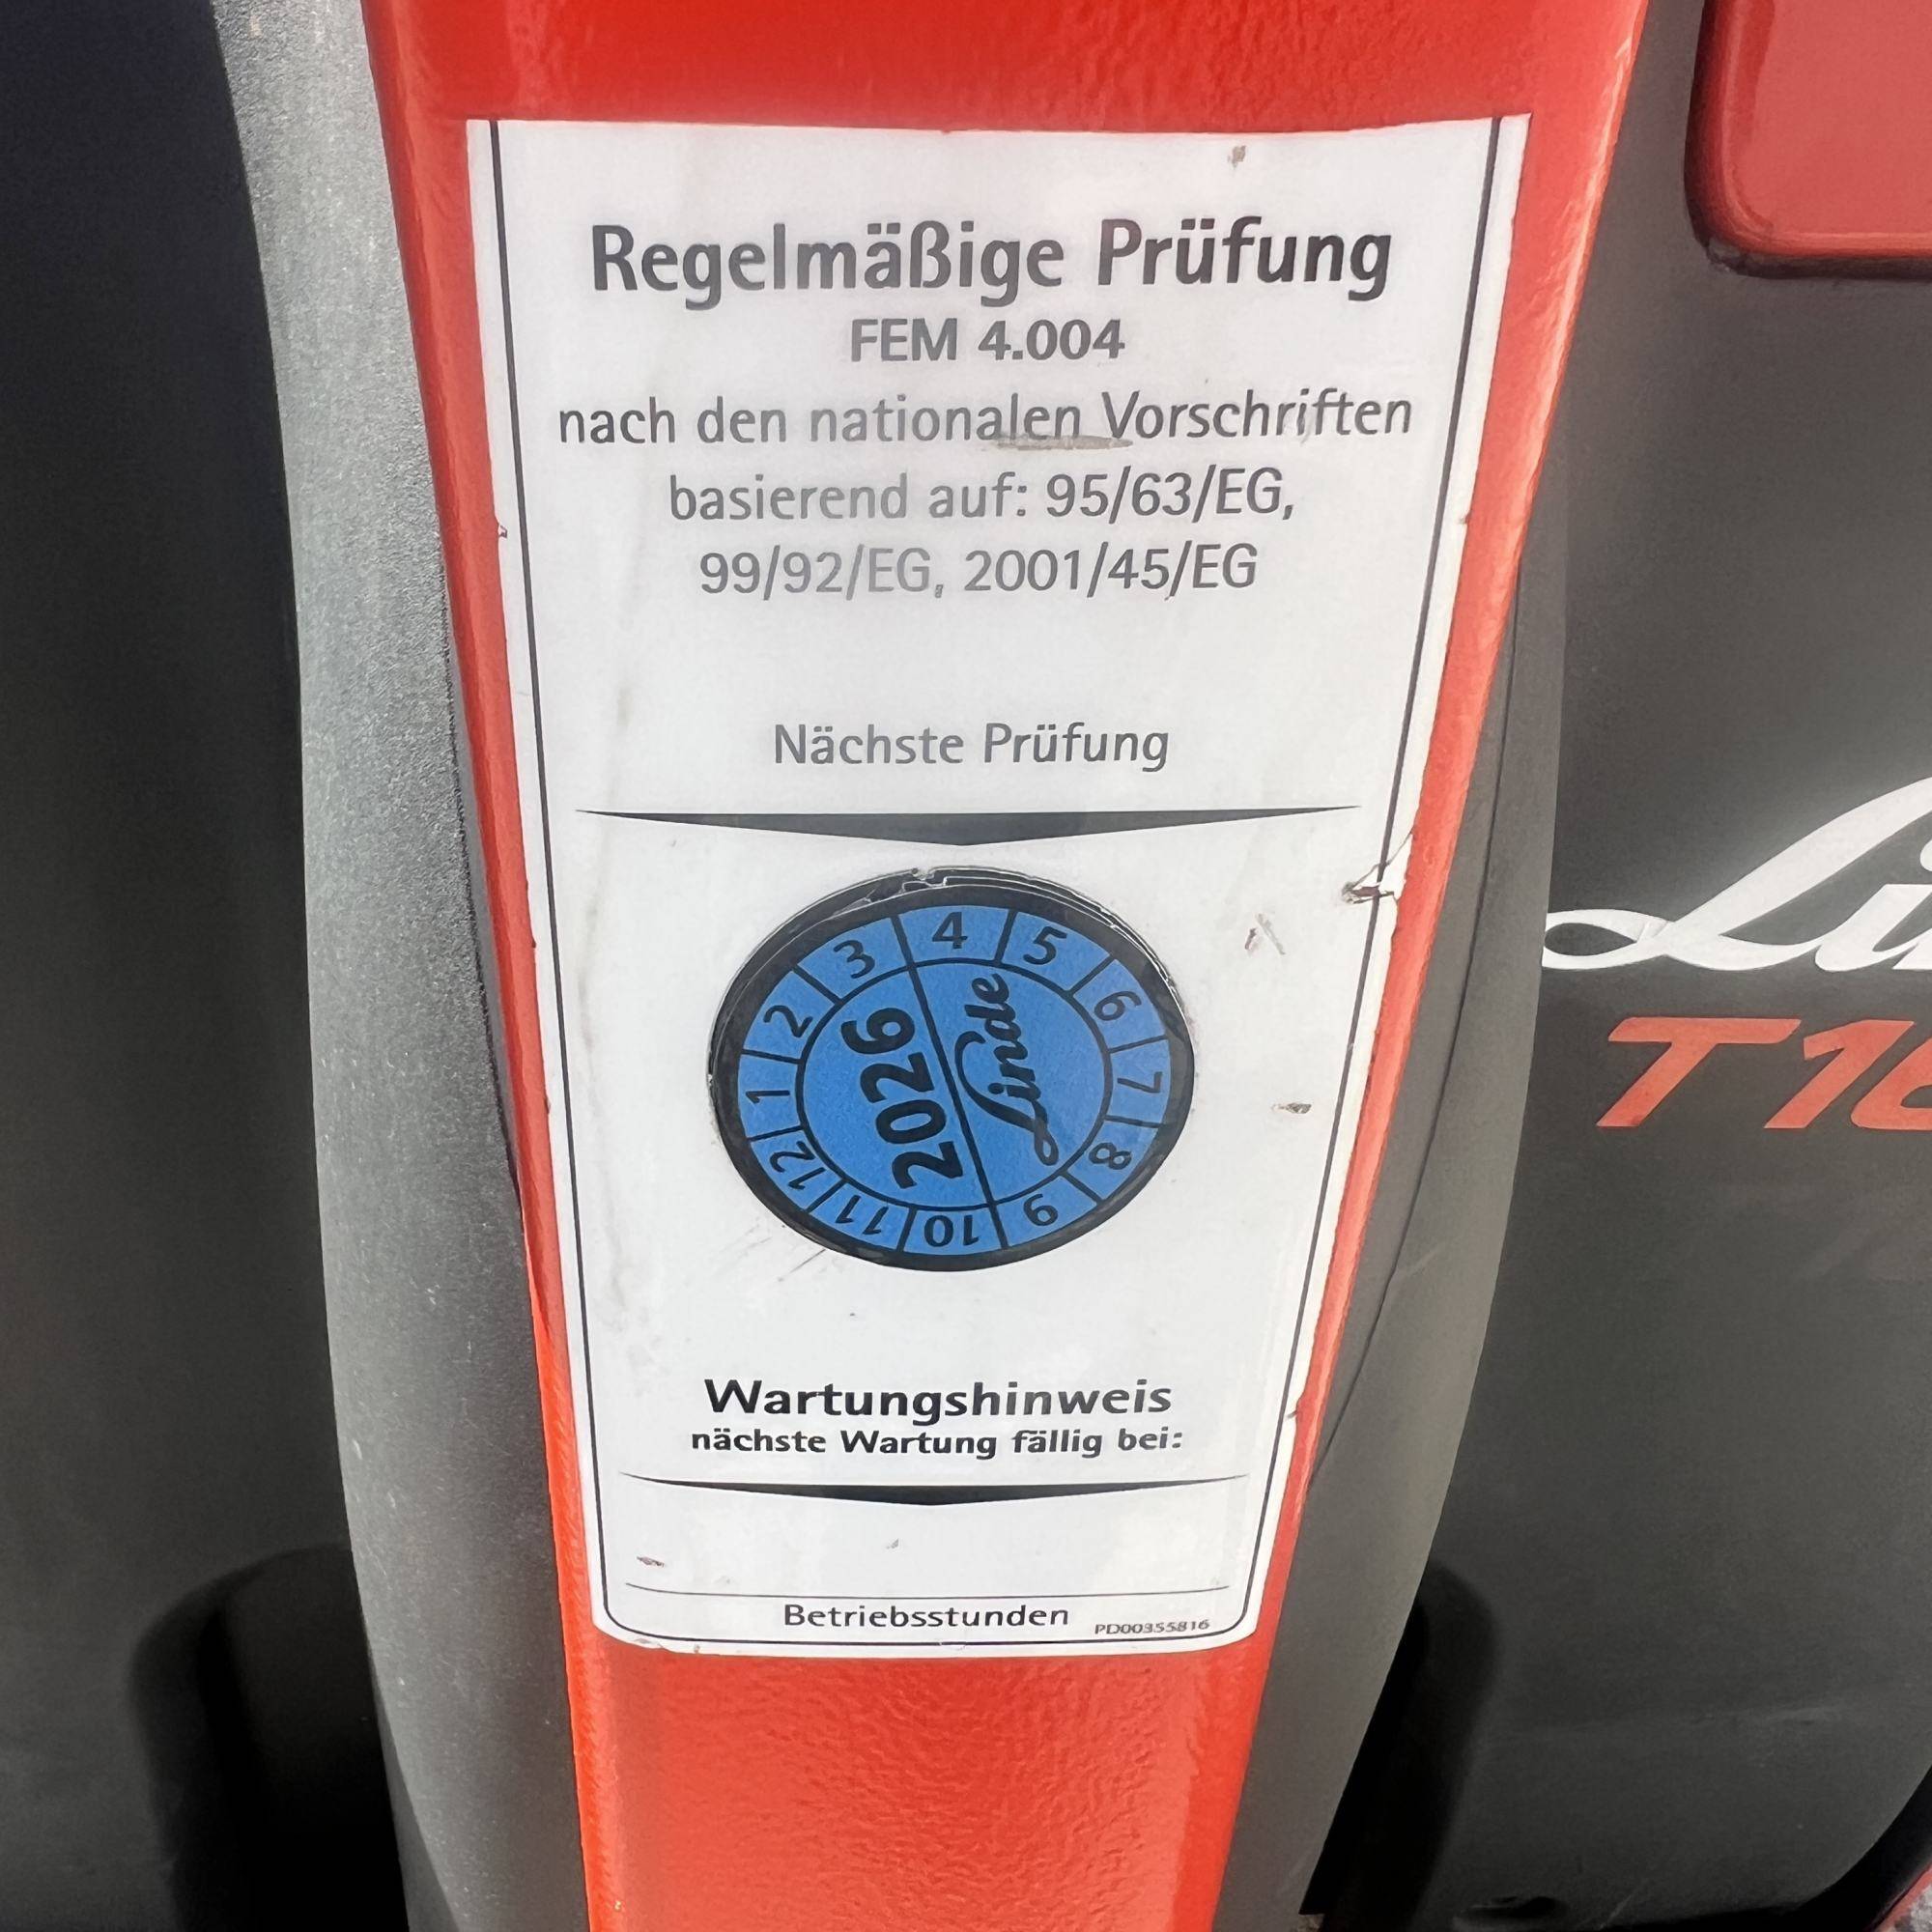 Regelmäßige Prüfung
FEM 4.004
nach den nationalen Vorschriften
basierend auf: 95/63/EG,
99/92/EG, 2001/45/EG
Nächste Prüfung
1 2 3 4 5 6 7 8 9 10 11 12
2026
Linde
Wartungshinweis
nächste Wartung fällig bei:
Betriebsstunden
PD00355816